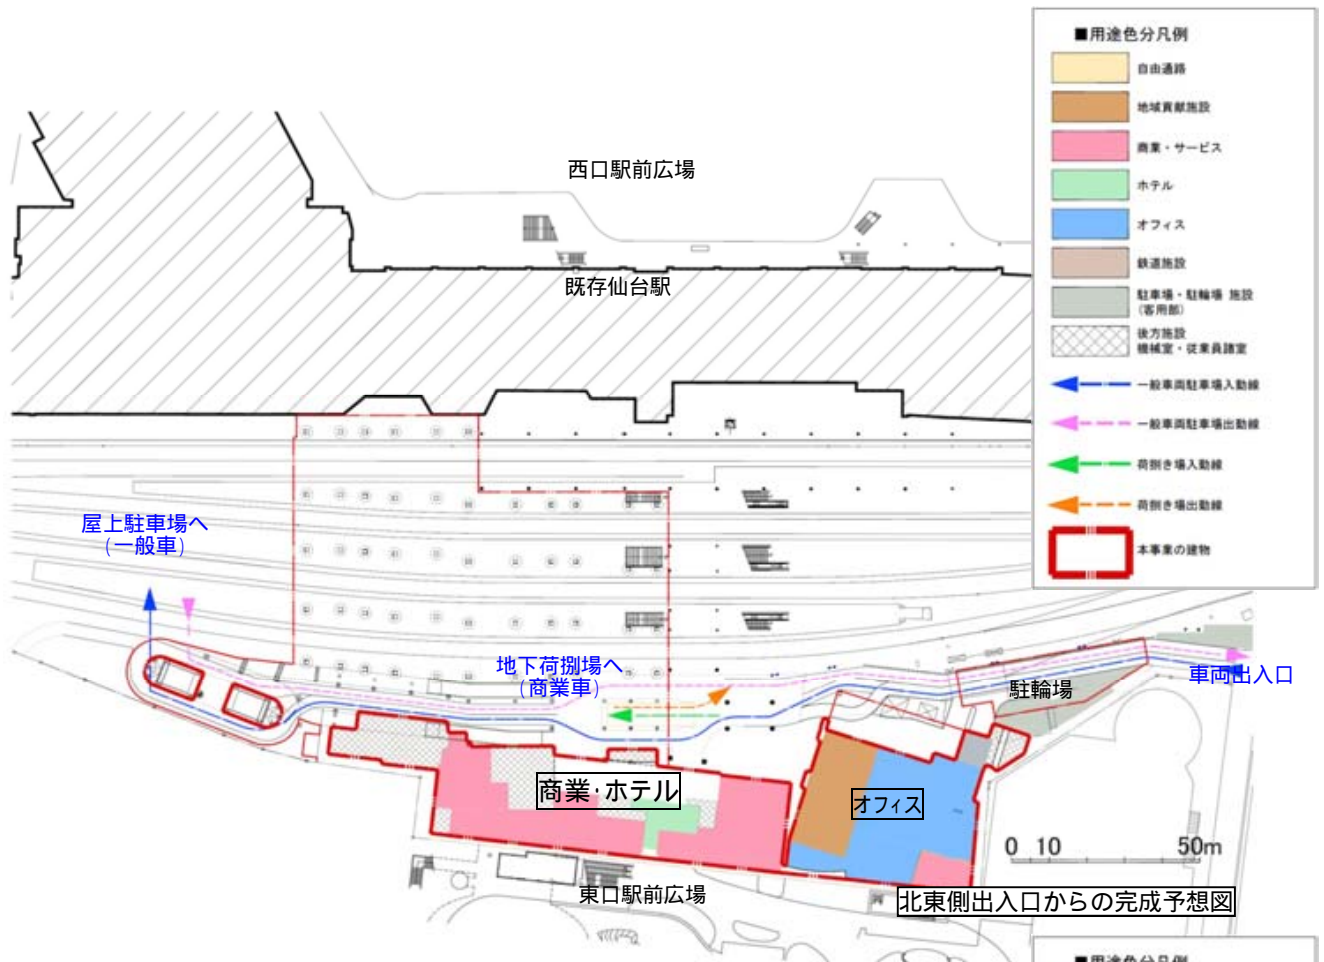 ■用途色分凡例
自由通路
地域貢献施設
商業・サービス
ホテル
オフィス
鉄道施設
駐車場・駐輪場 施設
(客用部)
後方施設
機械室・従業員諸室
一般車両駐車場入動線
一般車両駐車場出動線
荷捌き場入動線
荷捌き場出動線
本事業の建物
西口駅前広場
既存仙台駅
屋上駐車場へ
(一般車)
地下荷捌場へ
(商業車)
車両出入口
駐輪場
商業・ホテル
オフィス
0 10 50m
東口駅前広場
北東側出入口からの完成予想図
■用途色分凡例